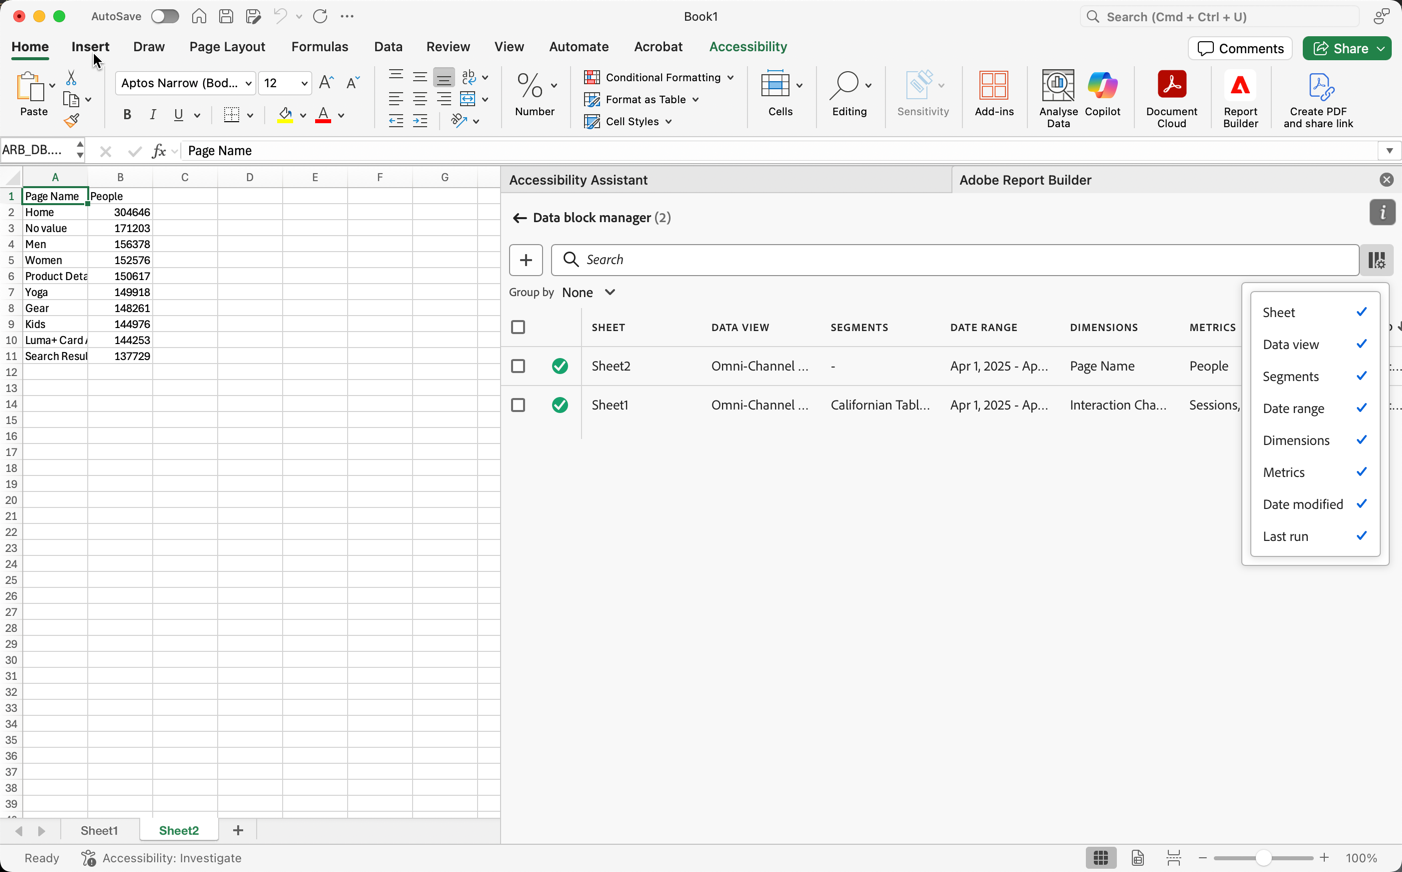 AutoSave
Book1
Search (Cmd + Ctrl + U)
Home Insert Draw Page Layout Formulas Data Review View Automate Acrobat Accessibility
Comments Share
Paste
Aptos Narrow (Bod... 12
B I U A
ab
Number
Conditional Formatting
Format as Table
Cell Styles
Cells
Editing
Sensitivity
Add-ins
Analyse Data
Copilot
Document Cloud
Report Builder
Create PDF and share link
ARB_DB.... fx Page Name
A B C D E F G
1 Page Name People
2 Home 304646
3 No value 171203
4 Men 156378
5 Women 152576
6 Product Deta 150617
7 Yoga 149918
8 Gear 148261
9 Kids 144976
10 Luma+ Card 144253
11 Search Resul 137729
12
13
14
15
16
17
18
19
20
21
22
23
24
25
26
27
28
29
30
31
32
33
34
35
36
37
38
39
Accessibility Assistant Adobe Report Builder
Data block manager (2)
i
Search
Group by None
SHEET DATA VIEW SEGMENTS DATE RANGE DIMENSIONS METRICS
Sheet2 Omni-Channel ... - Apr 1, 2025 - Ap... Page Name People
Sheet1 Omni-Channel ... Californian Tabl... Apr 1, 2025 - Ap... Interaction Cha... Sessions,
Sheet
Data view
Segments
Date range
Dimensions
Metrics
Date modified
Last run
Sheet1 Sheet2
Ready Accessibility: Investigate 100%